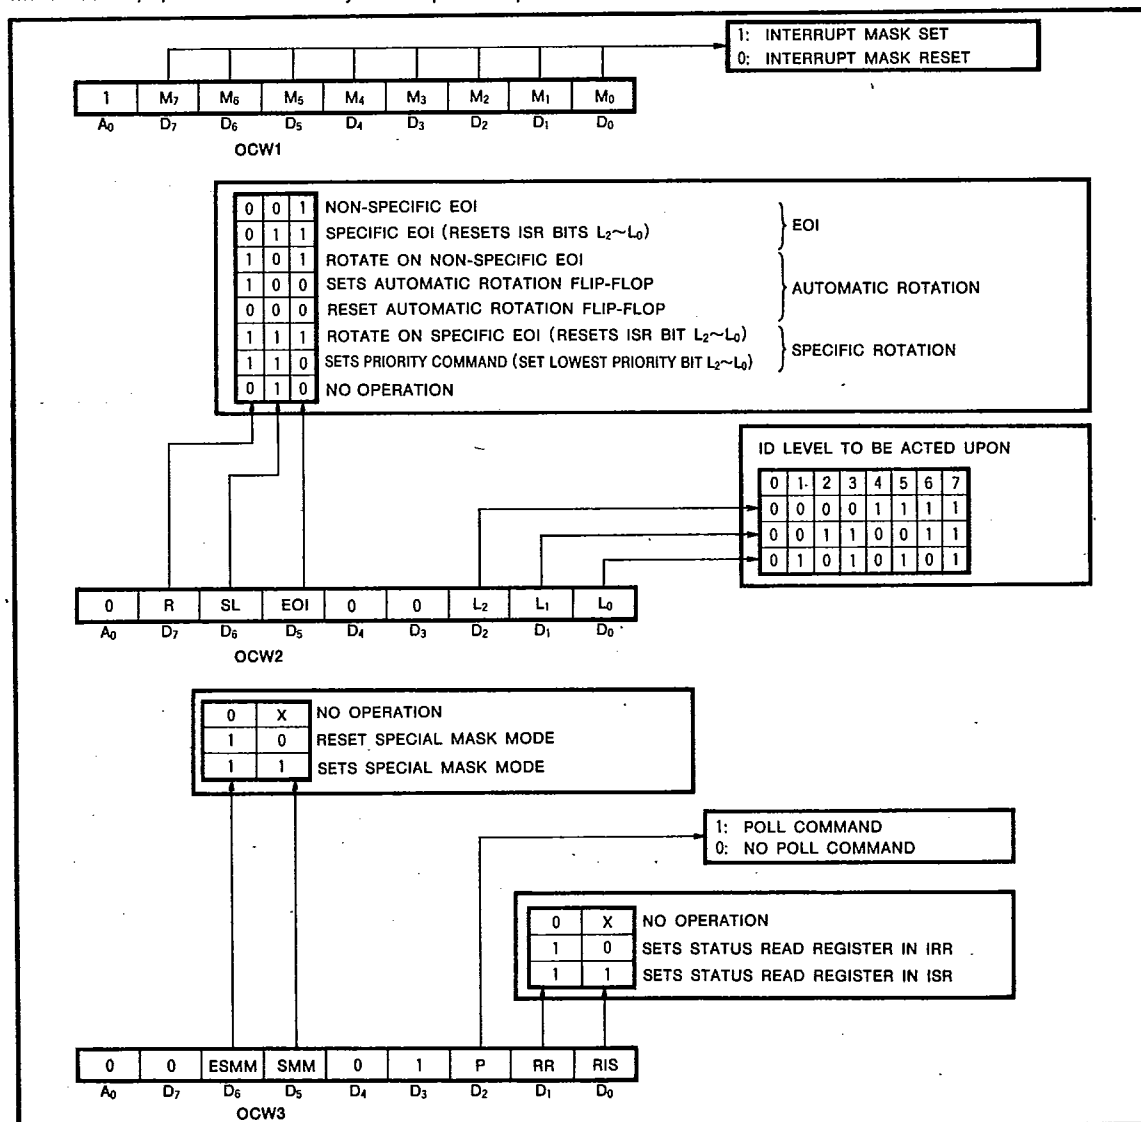 1: INTERRUPT MASK SET
0: INTERRUPT MASK RESET
1 M7 M6 M5 M4 M3 M2 M1 M0
A0 D7 D6 D5 D4 D3 D2 D1 D0
OCW1
0 0 1 NON-SPECIFIC EOI
0 1 1 SPECIFIC EOI (RESETS ISR BITS L2~L0)
EOI
1 0 1 ROTATE ON NON-SPECIFIC EOI
1 0 0 SETS AUTOMATIC ROTATION FLIP-FLOP
AUTOMATIC ROTATION
0 0 0 RESET AUTOMATIC ROTATION FLIP-FLOP
1 1 1 ROTATE ON SPECIFIC EOI (RESETS ISR BIT L2~L0)
SPECIFIC ROTATION
1 1 0 SETS PRIORITY COMMAND (SET LOWEST PRIORITY BIT L2~L0)
0 1 0 NO OPERATION
ID LEVEL TO BE ACTED UPON
0 1 2 3 4 5 6 7
0 0 0 0 1 1 1 1
0 0 1 1 0 0 1 1
0 1 0 1 0 1 0 1
0 R SL EOI 0 0 L2 L1 L0
A0 D7 D6 D5 D4 D3 D2 D1 D0
OCW2
0 X NO OPERATION
1 0 RESET SPECIAL MASK MODE
1 1 SETS SPECIAL MASK MODE
1: POLL COMMAND
0: NO POLL COMMAND
0 X NO OPERATION
1 0 SETS STATUS READ REGISTER IN IRR
1 1 SETS STATUS READ REGISTER IN ISR
0 0 ESMM SMM 0 1 P RR RIS
A0 D7 D6 D5 D4 D3 D2 D1 D0
OCW3